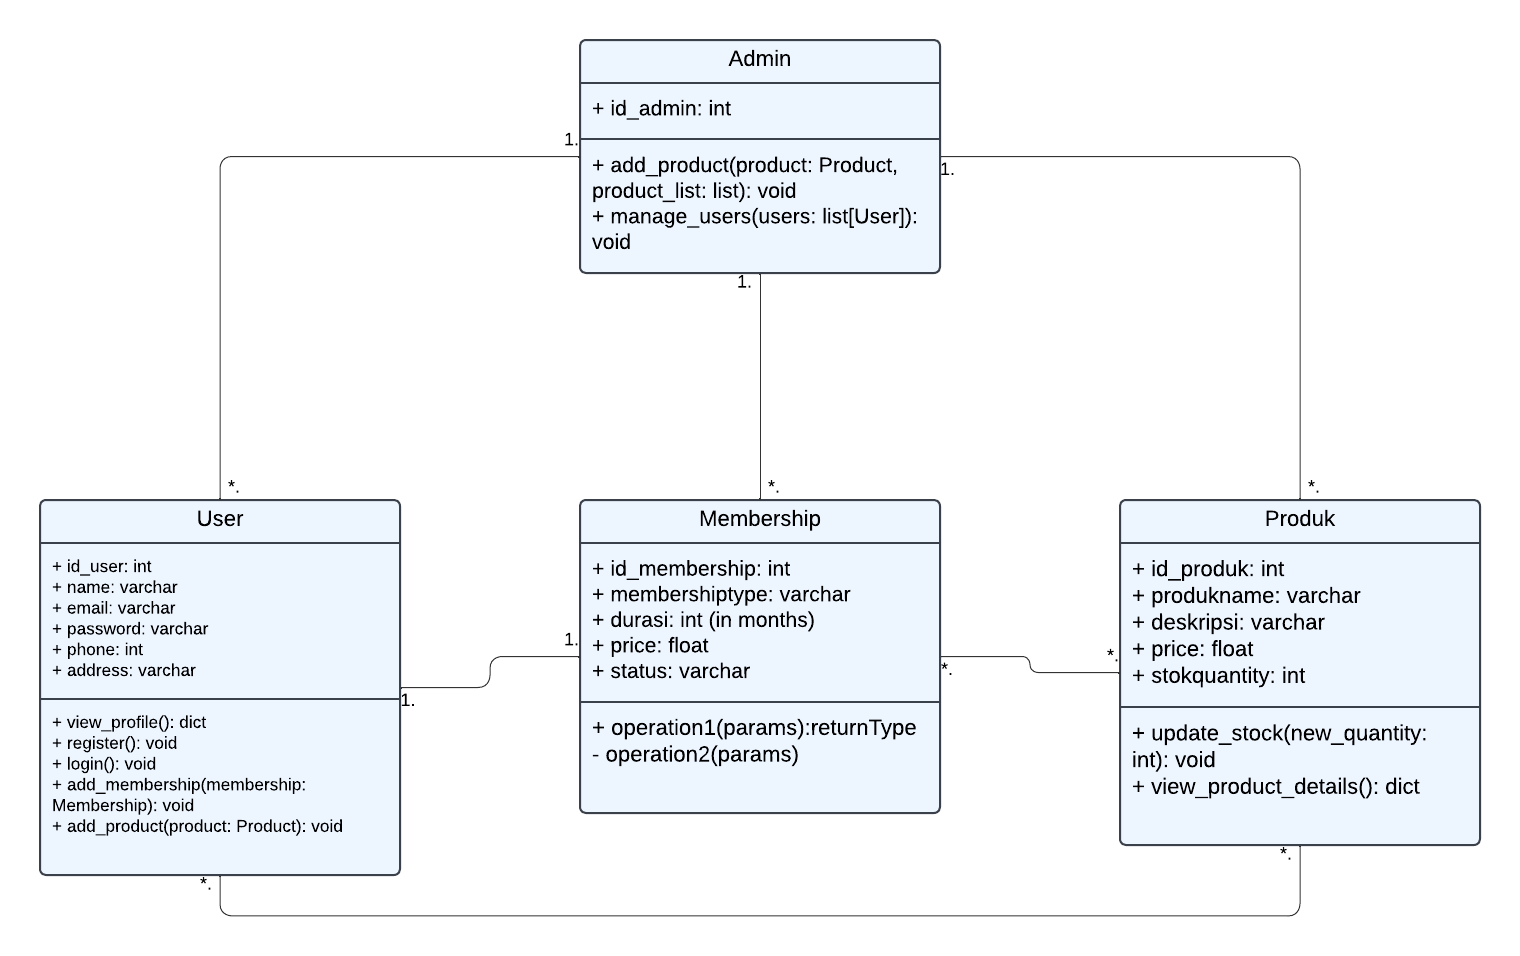 Admin
+ id_admin: int
1.
+ add_product(product: Product,
product_list: list): void
+ manage_users(users: list[User]):
void
1.
1.
*.
*.
*.
User
+ id_user: int
+ name: varchar
+ email: varchar
+ password: varchar
+ phone: int
+ address: varchar
+ view_profile(): dict
+ register(): void
+ login(): void
+ add_membership(membership:
Membership): void
+ add_product(product: Product): void
1.
*.
Membership
+ id_membership: int
+ membershiptype: varchar
+ durasi: int (in months)
+ price: float
+ status: varchar
+ operation1(params):returnType
- operation2(params)
1.
*.
Produk
+ id_produk: int
+ produkname: varchar
+ deskripsi: varchar
+ price: float
+ stokquantity: int
+ update_stock(new_quantity:
int): void
+ view_product_details(): dict
*.
*.